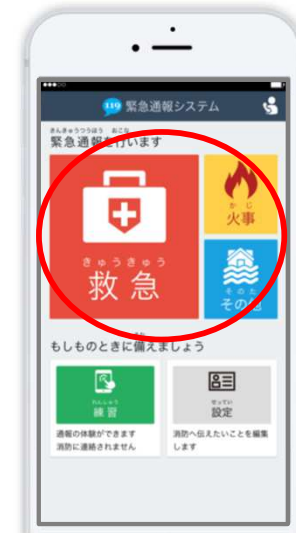 119 緊急通報システム
きんきゅうつうほう おこな
緊急通報を行います
きゅうきゅう
救急
かじ
火事
そのた
その他
もしものときに備えましょう
れんしゅう
練習
通報の体験ができます
消防に連絡されません
せってい
設定
消防へ伝えたいことを編集
します